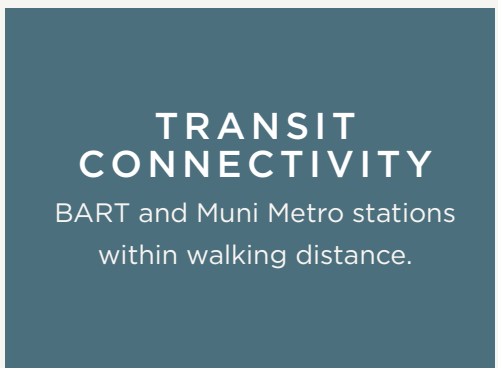 TRANSIT
CONNECTIVITY
BART and Muni Metro stations
within walking distance.